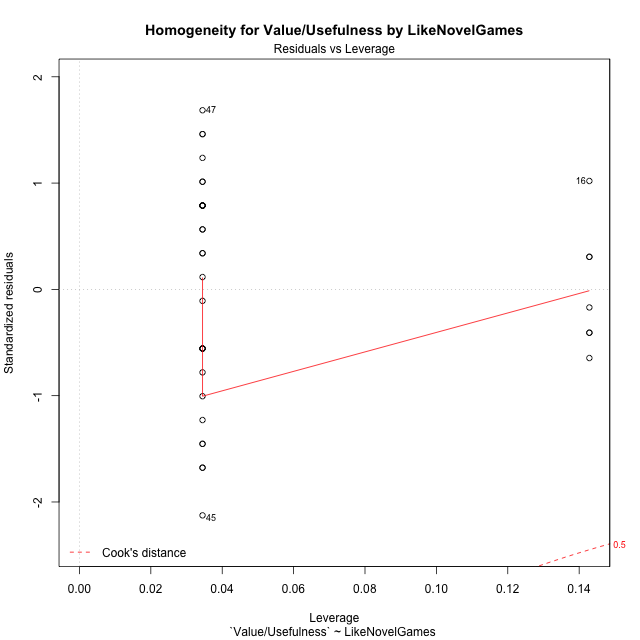 Homogeneity for Value/Usefulness by LikeNovelGames
Residuals vs Leverage
2
1
0
-1
-2
Standardized residuals
47
16
45
0.5
Cook's distance
0.00 0.02 0.04 0.06 0.08 0.10 0.12 0.14
Leverage
`Value/Usefulness` ~ LikeNovelGames